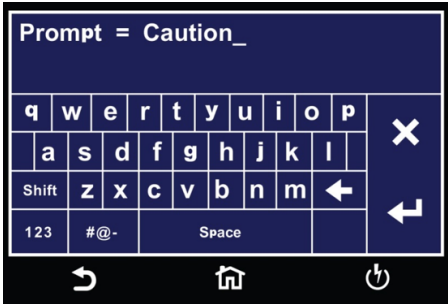 Prompt = Caution_
q w e r t y u i o p
a s d f g h j k l
Shift z x c v b n m
123 #@- Space